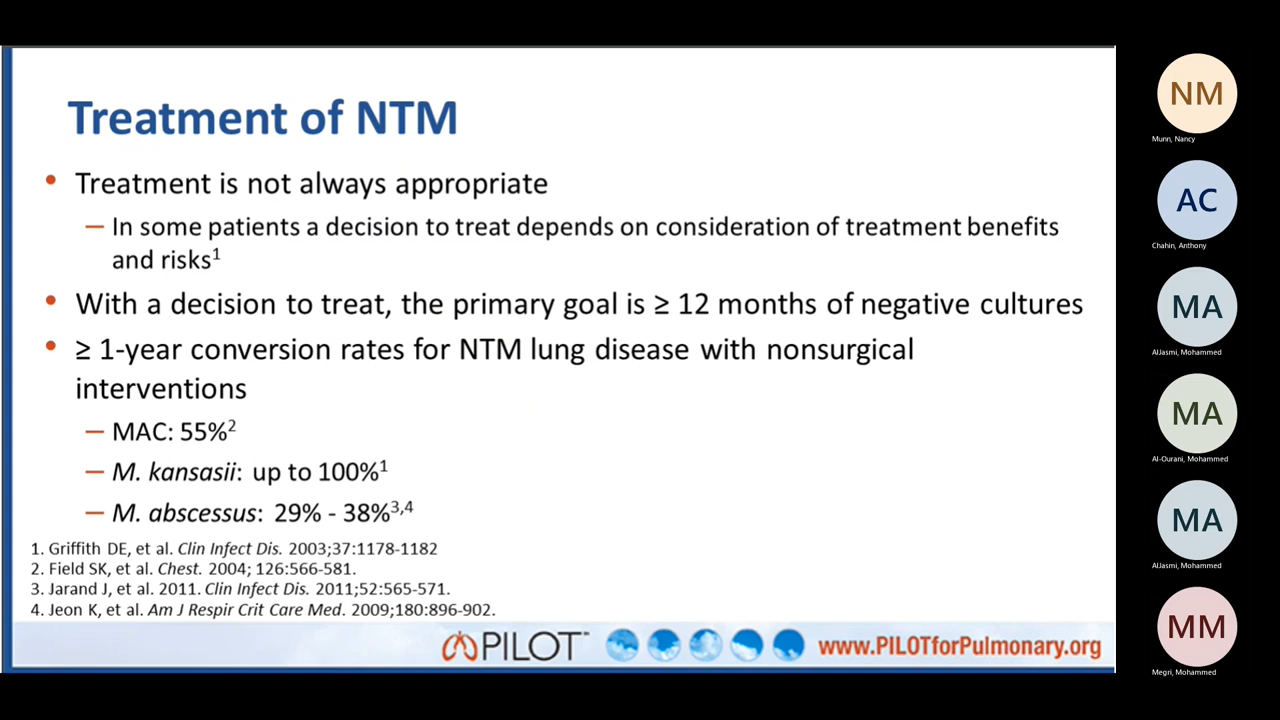 Treatment of NTM
• Treatment is not always appropriate
– In some patients a decision to treat depends on consideration of treatment benefits
and risks¹
• With a decision to treat, the primary goal is ≥ 12 months of negative cultures
• ≥ 1-year conversion rates for NTM lung disease with nonsurgical
interventions
– MAC: 55%²
– M. kansasii: up to 100%¹
– M. abscessus: 29% - 38%³,⁴
1. Griffith DE, et al. Clin Infect Dis. 2003;37:1178-1182
2. Field SK, et al. Chest. 2004; 126:566-581.
3. Jarand J, et al. 2011. Clin Infect Dis. 2011;52:565-571.
4. Jeon K, et al. Am J Respir Crit Care Med. 2009;180:896-902.
PILOT™
www.PILOTforPulmonary.org
NM
Munn, Nancy
AC
Chahin, Anthony
MA
AlJasmi, Mohammed
MA
Al-Ourani, Mohammed
MA
AlJasmi, Mohammed
MM
Megri, Mohammed